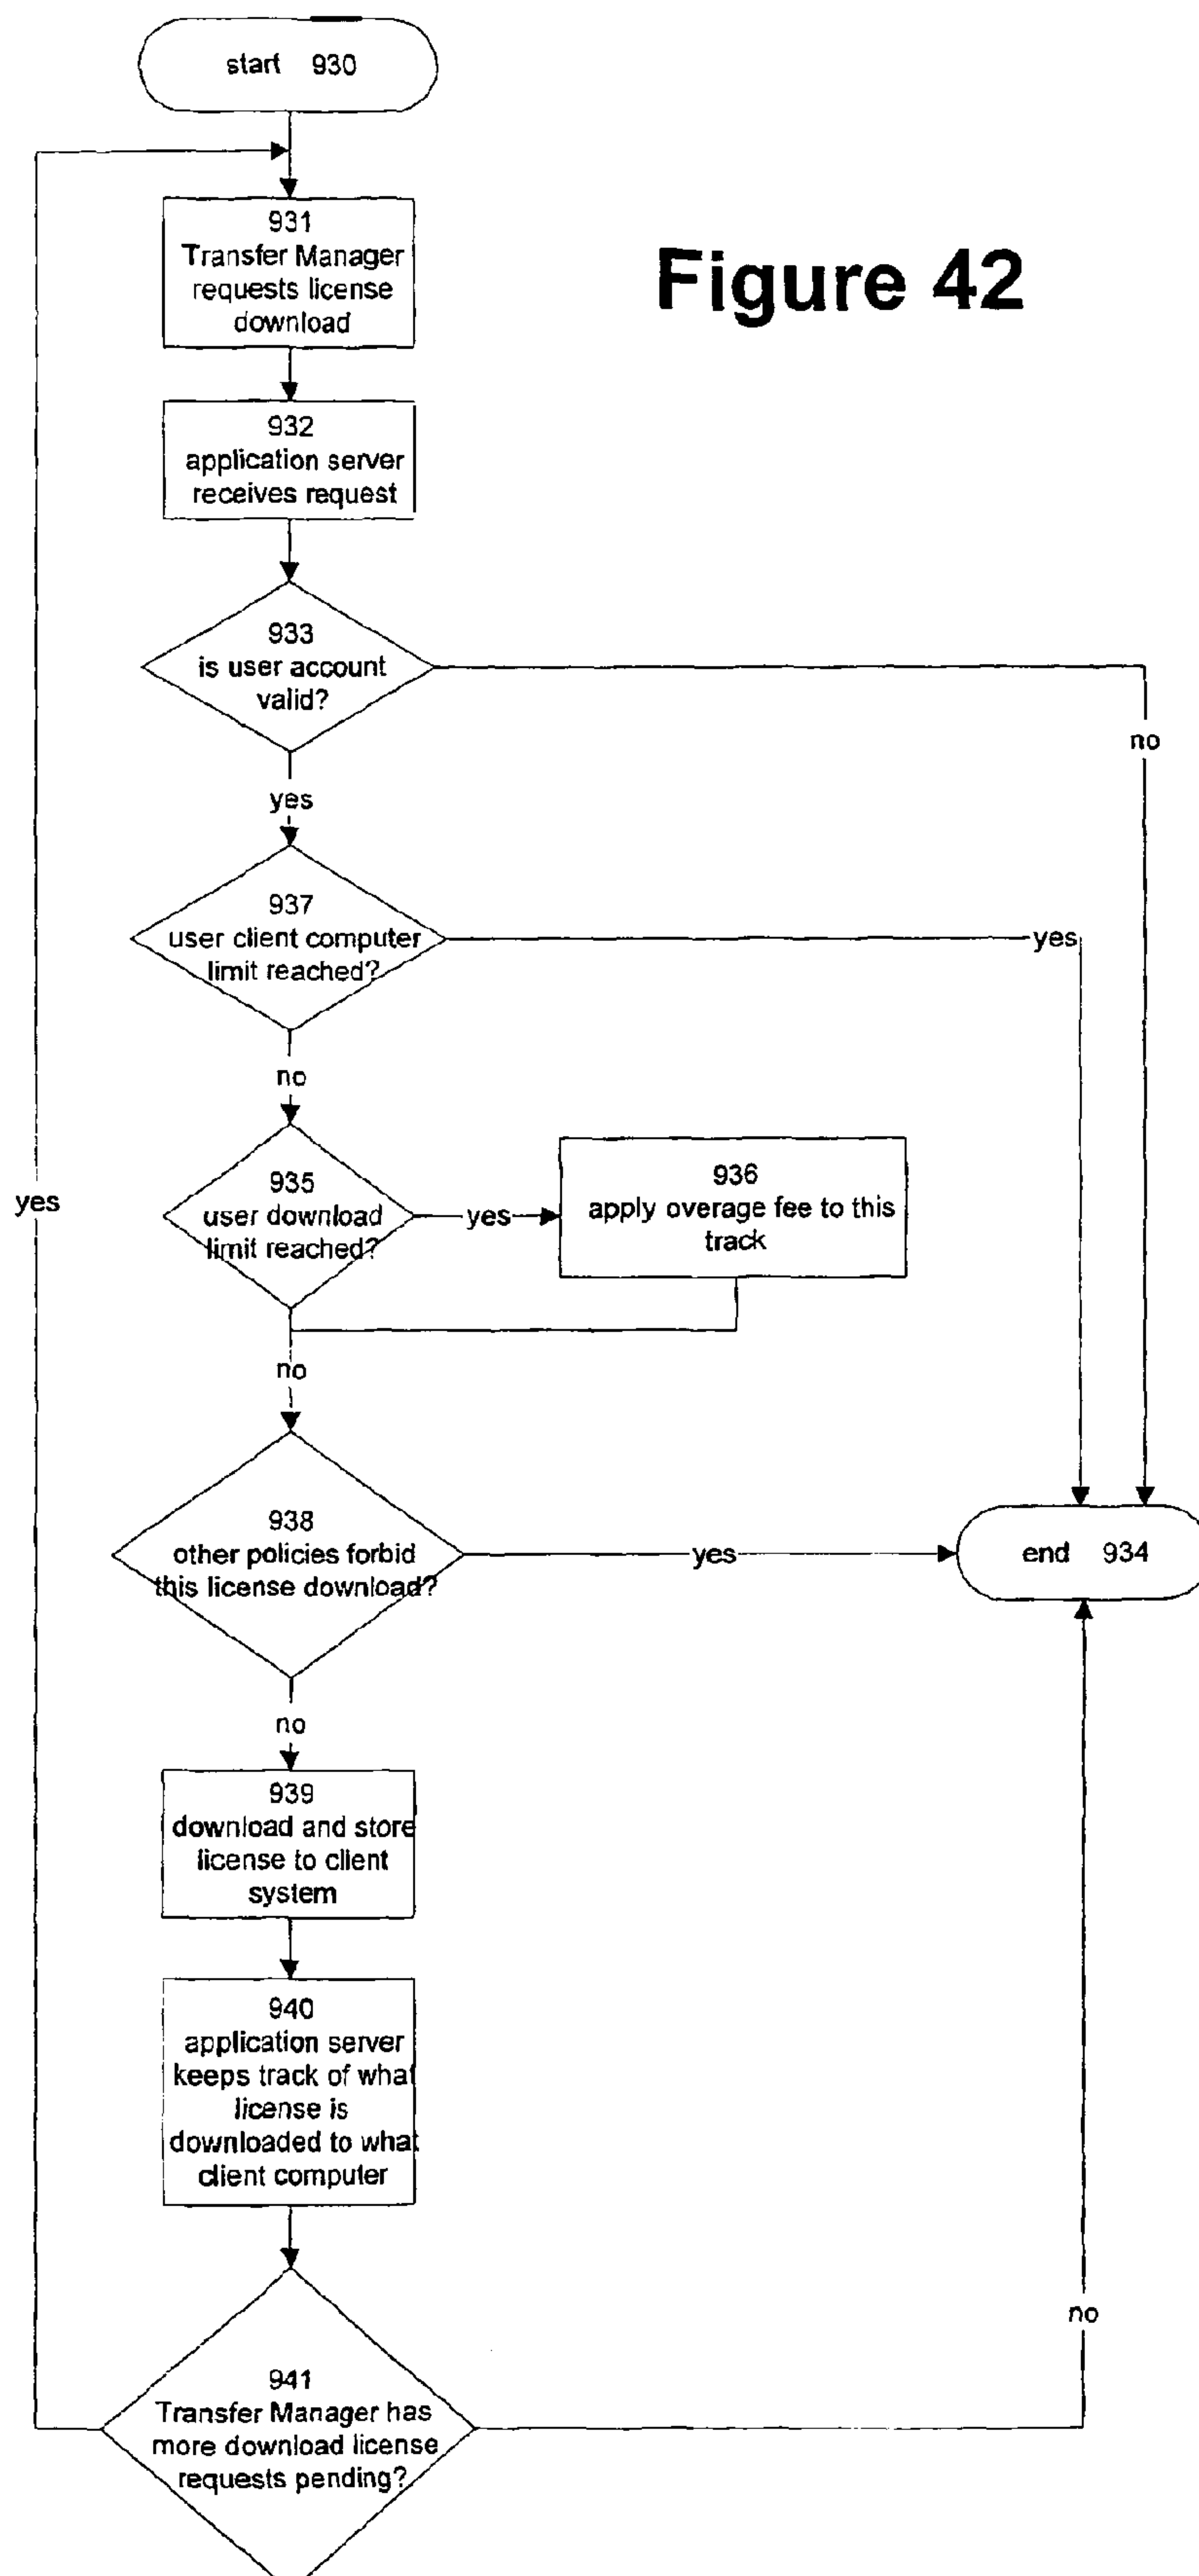 start 930
Figure 42
931
Transfer Manager
requests license
download
932
application server
receives request
933
is user account
valid?
no
yes
937
user client computer
limit reached?
yes
no
935
user download
limit reached?
yes
936
apply overage fee to this
track
yes
no
938
other policies forbid
this license download?
yes
end 934
no
939
download and store
license to client
system
940
application server
keeps track of what
license is
downloaded to what
client computer
no
941
Transfer Manager has
more download license
requests pending?